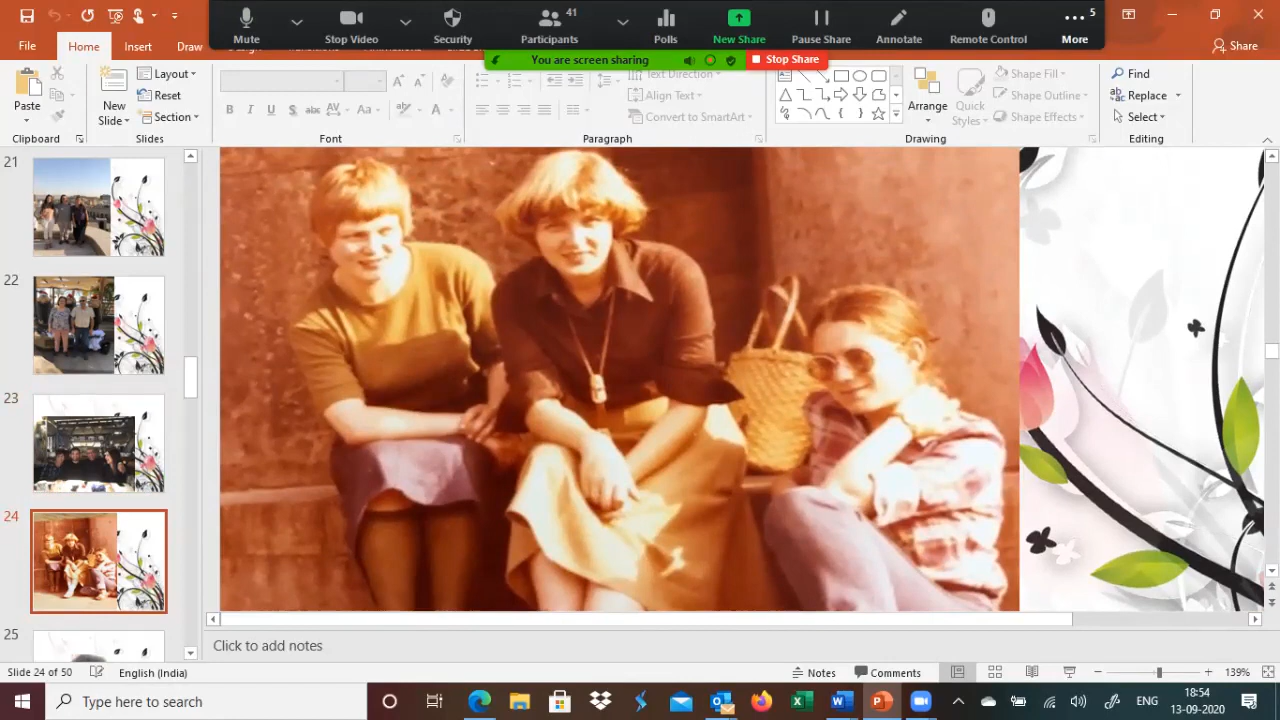 41
5
Mute
Stop Video
Security
Participants
Polls
New Share
Pause Share
Annotate
Remote Control
More
You are screen sharing
Stop Share
File
Home
Insert
Draw
Share
Paste
New Slide
Layout
Reset
Section
Text Direction
Align Text
Convert to SmartArt
Arrange
Quick Styles
Shape Fill
Shape Outline
Shape Effects
Find
Replace
Select
Clipboard
Slides
Font
Paragraph
Drawing
Editing
21
22
23
24
25
Click to add notes
Slide 24 of 50
English (India)
Notes
Comments
139%
Type here to search
ENG
18:54
13-09-2020